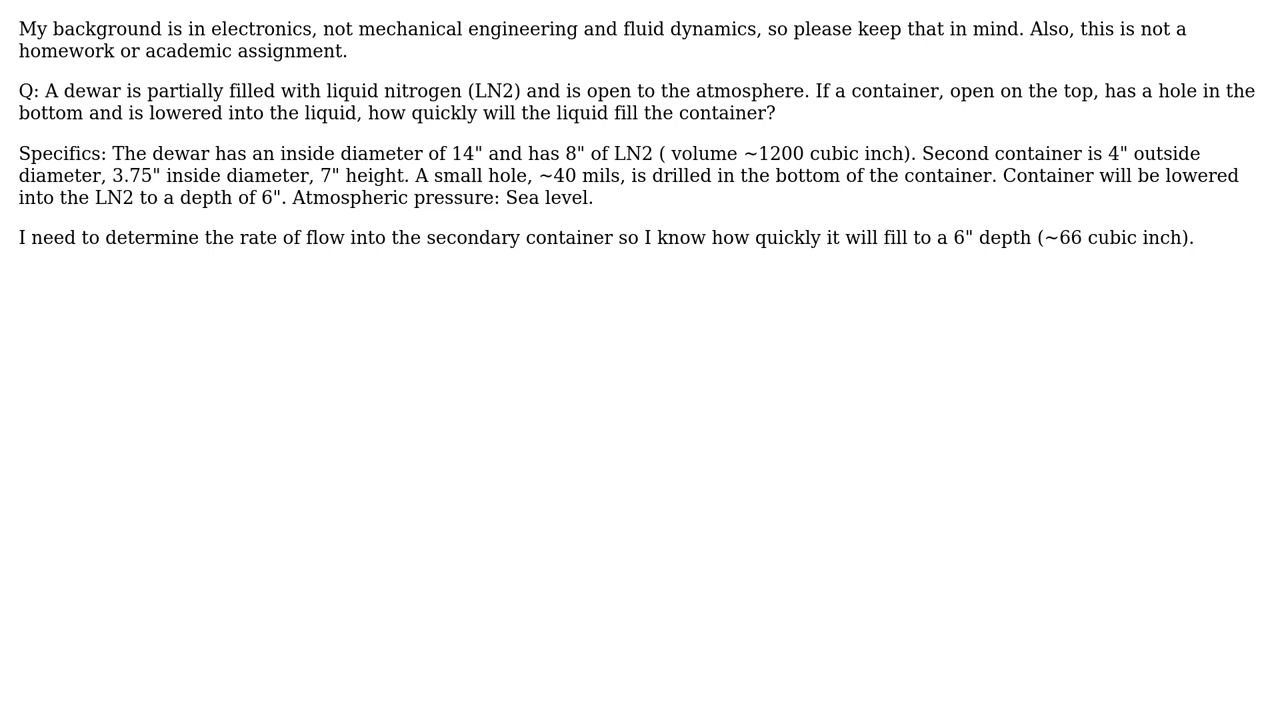 My background is in electronics, not mechanical engineering and fluid dynamics, so please keep that in mind. Also, this is not a
homework or academic assignment.
Q: A dewar is partially filled with liquid nitrogen (LN2) and is open to the atmosphere. If a container, open on the top, has a hole in the
bottom and is lowered into the liquid, how quickly will the liquid fill the container?
Specifics: The dewar has an inside diameter of 14" and has 8" of LN2 ( volume ~1200 cubic inch). Second container is 4" outside
diameter, 3.75" inside diameter, 7" height. A small hole, ~40 mils, is drilled in the bottom of the container. Container will be lowered
into the LN2 to a depth of 6". Atmospheric pressure: Sea level.
I need to determine the rate of flow into the secondary container so I know how quickly it will fill to a 6" depth (~66 cubic inch).